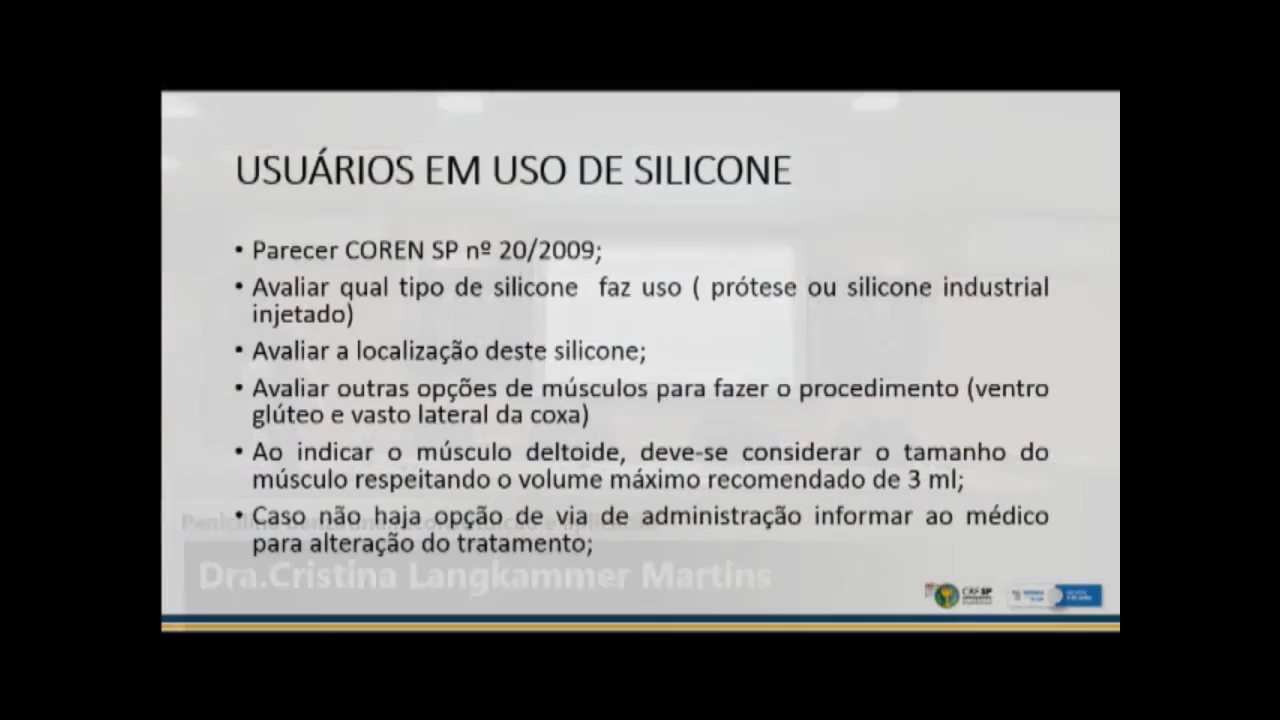 USUÁRIOS EM USO DE SILICONE
• Parecer COREN SP nº 20/2009;
• Avaliar qual tipo de silicone faz uso ( prótese ou silicone industrial
injetado)
• Avaliar a localização deste silicone;
• Avaliar outras opções de músculos para fazer o procedimento (ventro
glúteo e vasto lateral da coxa)
• Ao indicar o músculo deltoide, deve-se considerar o tamanho do
músculo respeitando o volume máximo recomendado de 3 ml;
• Caso não haja opção de via de administração informar ao médico
para alteração do tratamento;
Dra.Cristina Langkammer Martins
CRF SP